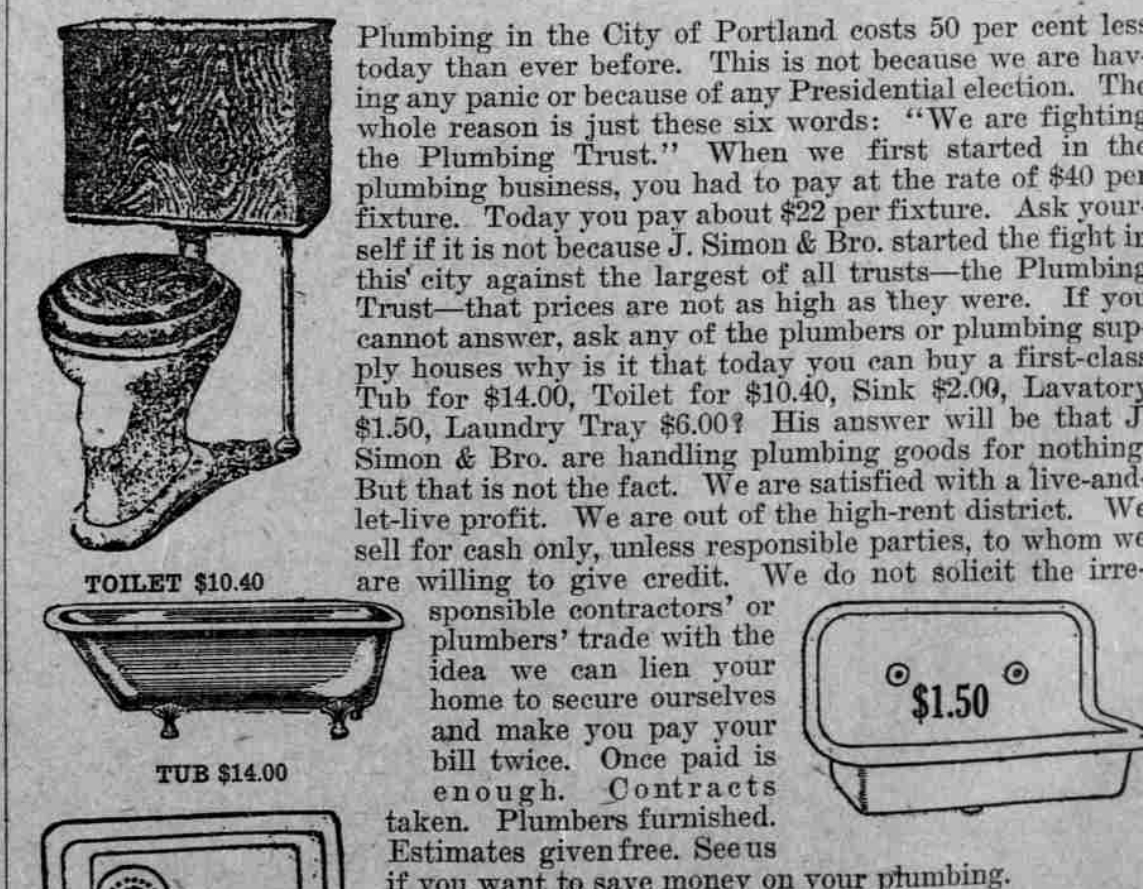 Plumbing in the City of Portland costs 50 per cent less
today than ever before. This is not because we are hav-
ing any panic or because of any Presidential election. The
whole reason is just these six words: "We are fighting
the Plumbing Trust." When we first started in the
plumbing business, you had to pay at the rate of $40 per
fixture. Today you pay about $22 per fixture. Ask your-
self if it is not because J. Simon & Bro. started the fight in
this city against the largest of all trusts—the Plumbing
Trust—that prices are not as high as they were. If you
cannot answer, ask any of the plumbers or plumbing sup-
ply houses why is it that today you can buy a first-class
Tub for $14.00, Toilet for $10.40, Sink $2.00, Lavatory
$1.50, Laundry Tray $6.00? His answer will be that J.
Simon & Bro. are handling plumbing goods for nothing.
But that is not the fact. We are satisfied with a live-and-
let-live profit. We are out of the high-rent district. We
sell for cash only, unless responsible parties, to whom we
are willing to give credit. We do not solicit the irre-
sponsible contractors' or
plumbers' trade with the
idea we can lien your
home to secure ourselves
and make you pay your
bill twice. Once paid is
enough. Contracts
taken. Plumbers furnished.
Estimates given free. See us
if you want to save money on your plumbing.
TOILET $10.40
TUB $14.00
$1.50